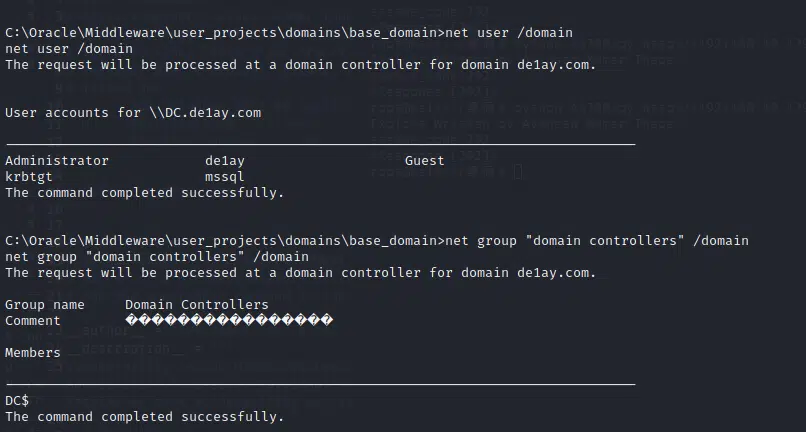 C:\Oracle\Middleware\user_projects\domains\base_domain>net user /domain
net user /domain
The request will be processed at a domain controller for domain de1ay.com.
User accounts for \\DC.de1ay.com
-------------------------------------------------------------------------------
Administrator            de1ay                    Guest
krbtgt                   mssql
The command completed successfully.
C:\Oracle\Middleware\user_projects\domains\base_domain>net group "domain controllers" /domain
net group "domain controllers" /domain
The request will be processed at a domain controller for domain de1ay.com.
Group name     Domain Controllers
Comment        �������������������
Members
-------------------------------------------------------------------------------
DC$
The command completed successfully.